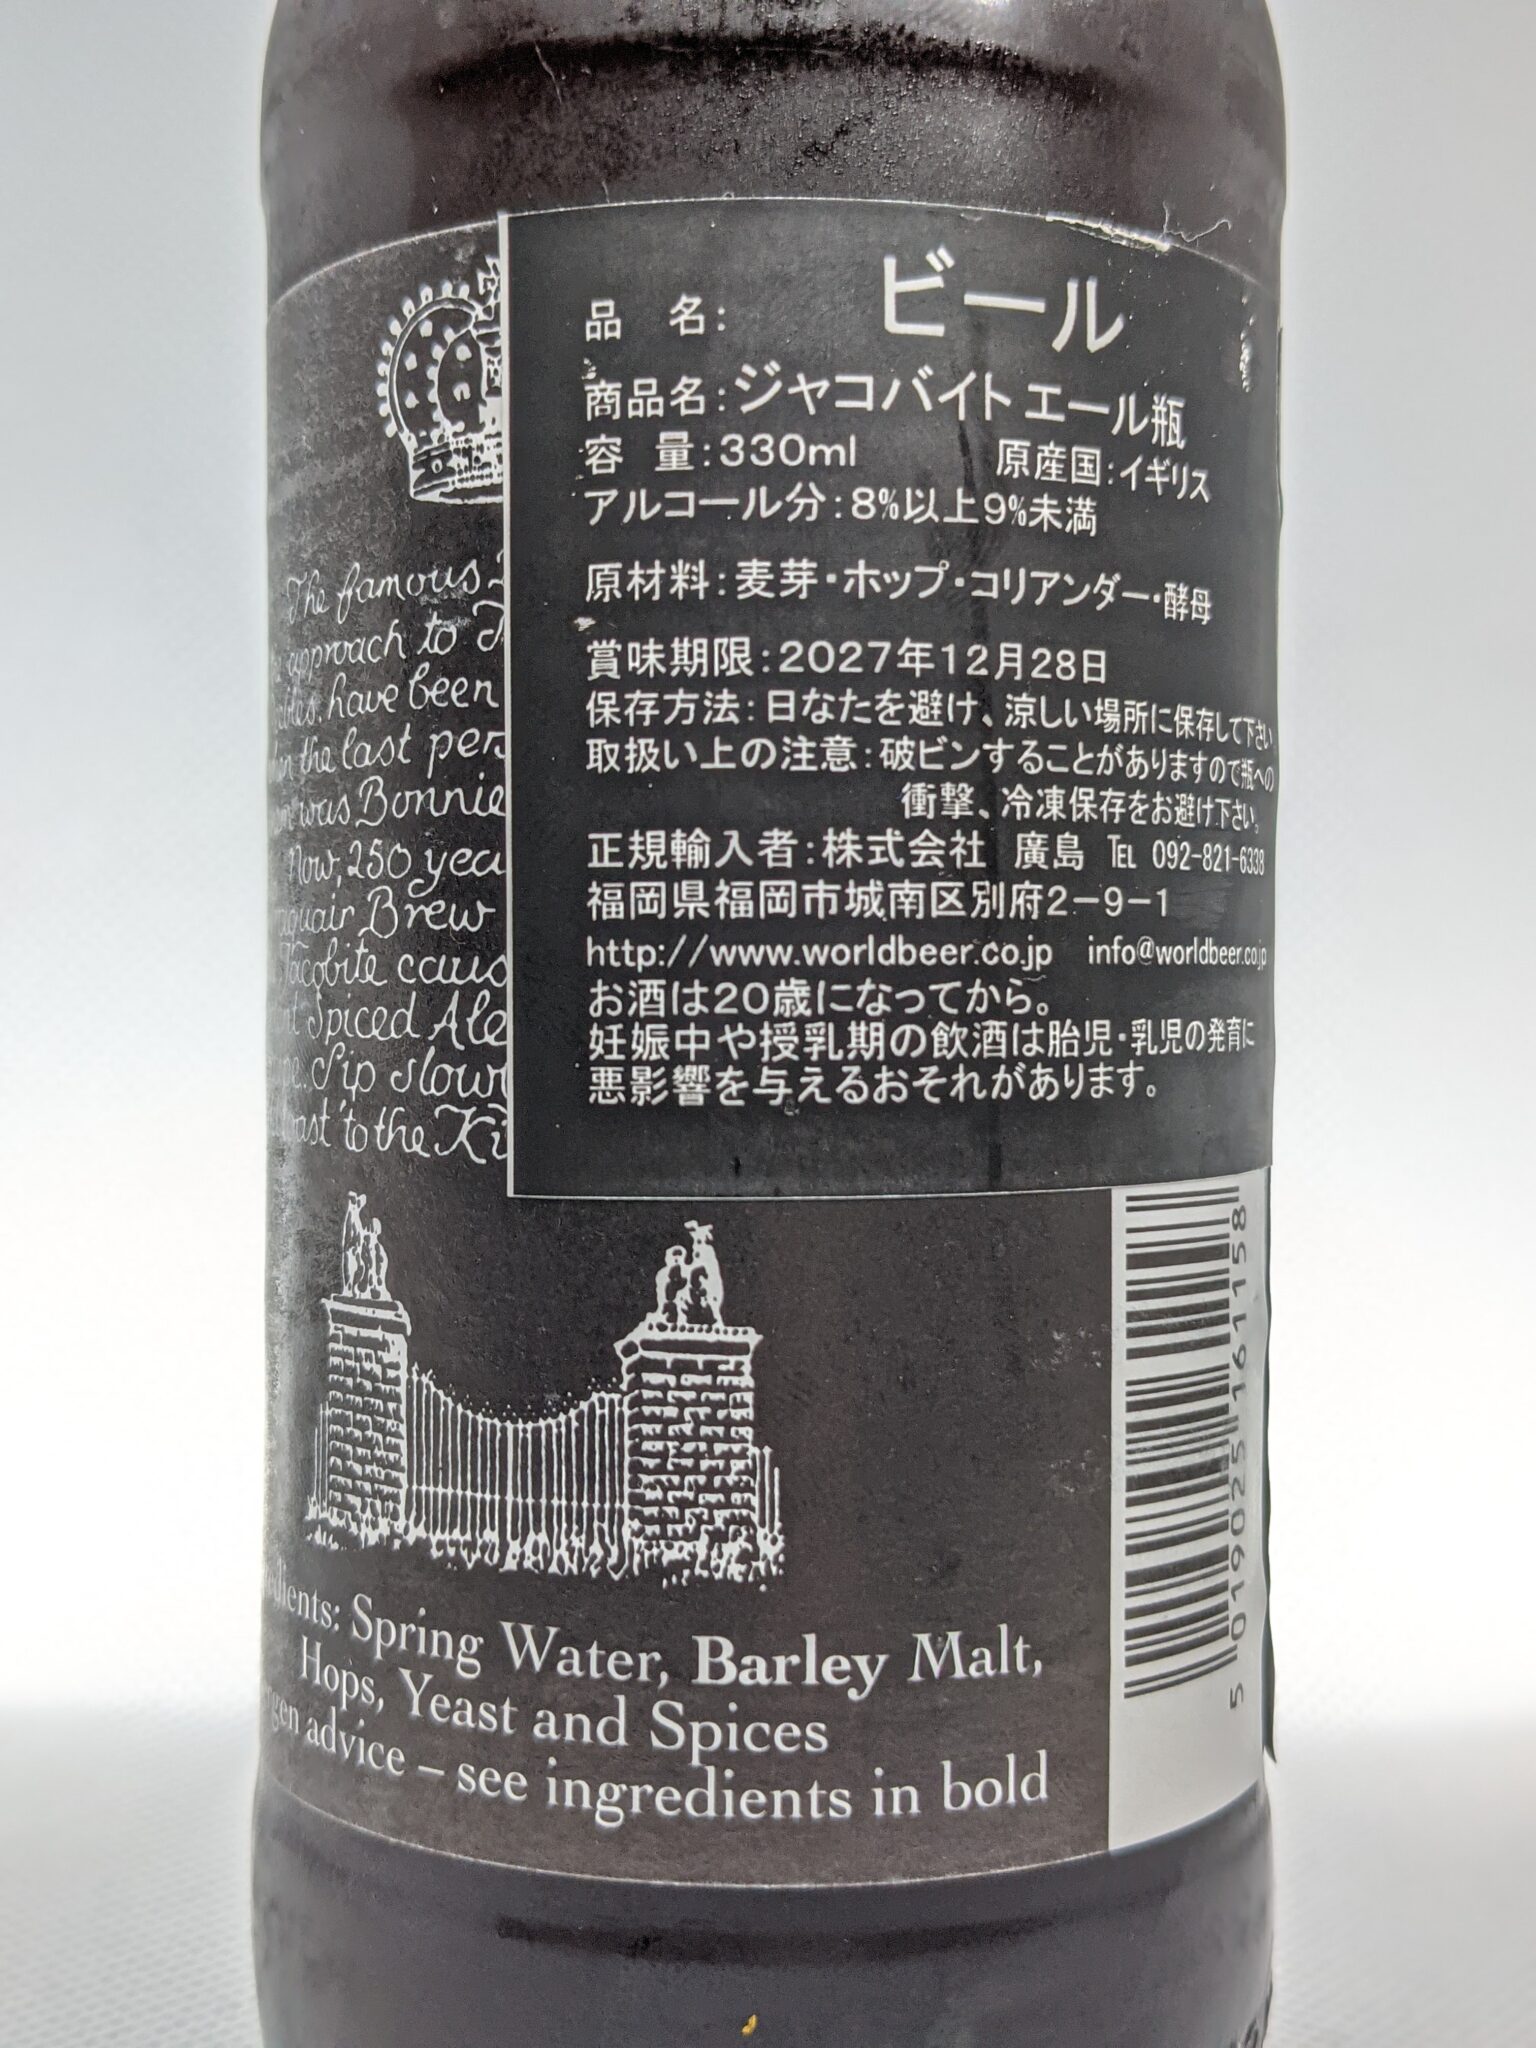 ビール
品 名:
商品名:ジャコバイトエール瓶
容 量:330ml 原産国:イギリス
アルコール分:8%以上9%未満
原材料:麦芽・ホップ・コリアンダー・酵母
賞味期限:2027年12月28日
保存方法:日なたを避け、涼しい場所に保存して下さい
取扱い上の注意:破ビンすることがありますので瓶への
衝撃、冷凍保存をお避け下さい。
正規輸入者:株式会社 廣島 TEL 092-821-6338
福岡県福岡市城南区別府2-9-1
http://www.worldbeer.co.jp info@worldbeer.co.jp
お酒は20歳になってから。
妊娠中や授乳期の飲酒は胎児・乳児の発育に
悪影響を与えるおそれがあります。
The famous
approach to
have been
the last
was Bonnie
Now, 250
Brew
Jacobite
Spiced Ale
Sip
to the
Spring Water, Barley Malt,
Hops, Yeast and Spices
advice – see ingredients in bold
5 019025 161158